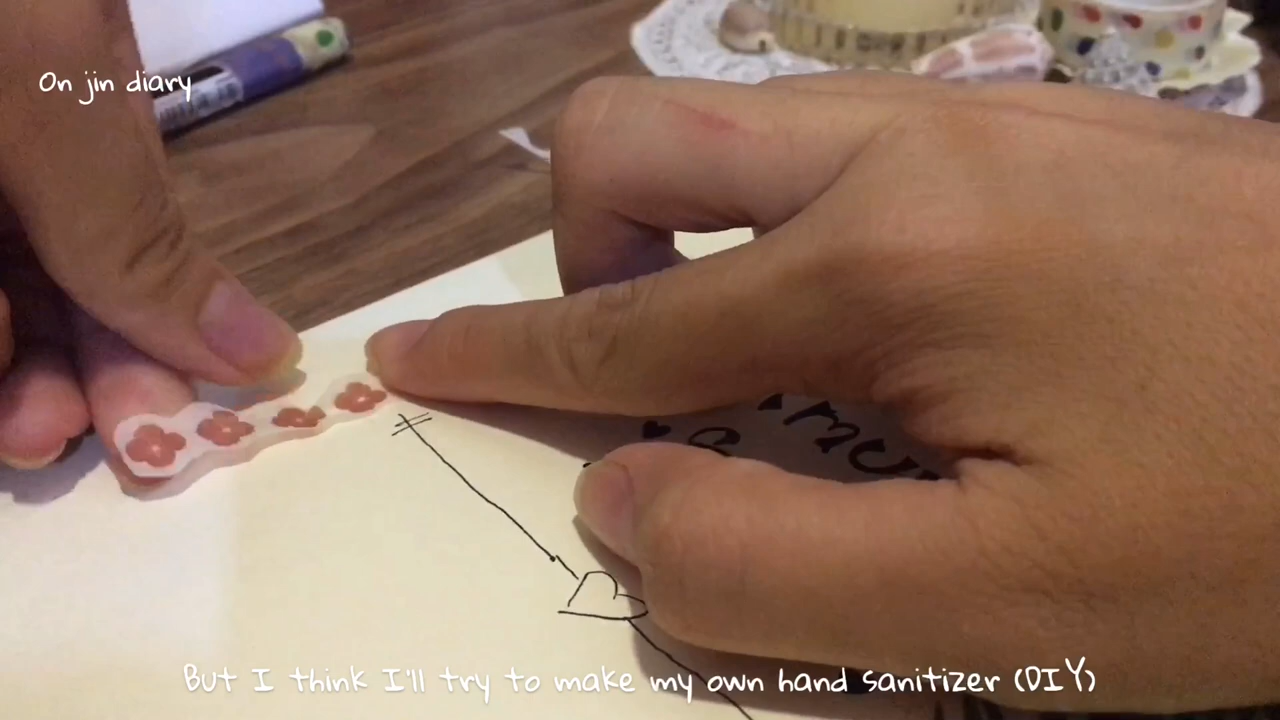 On jin diary
But I think I'll try to make my own hand sanitizer (DIY)